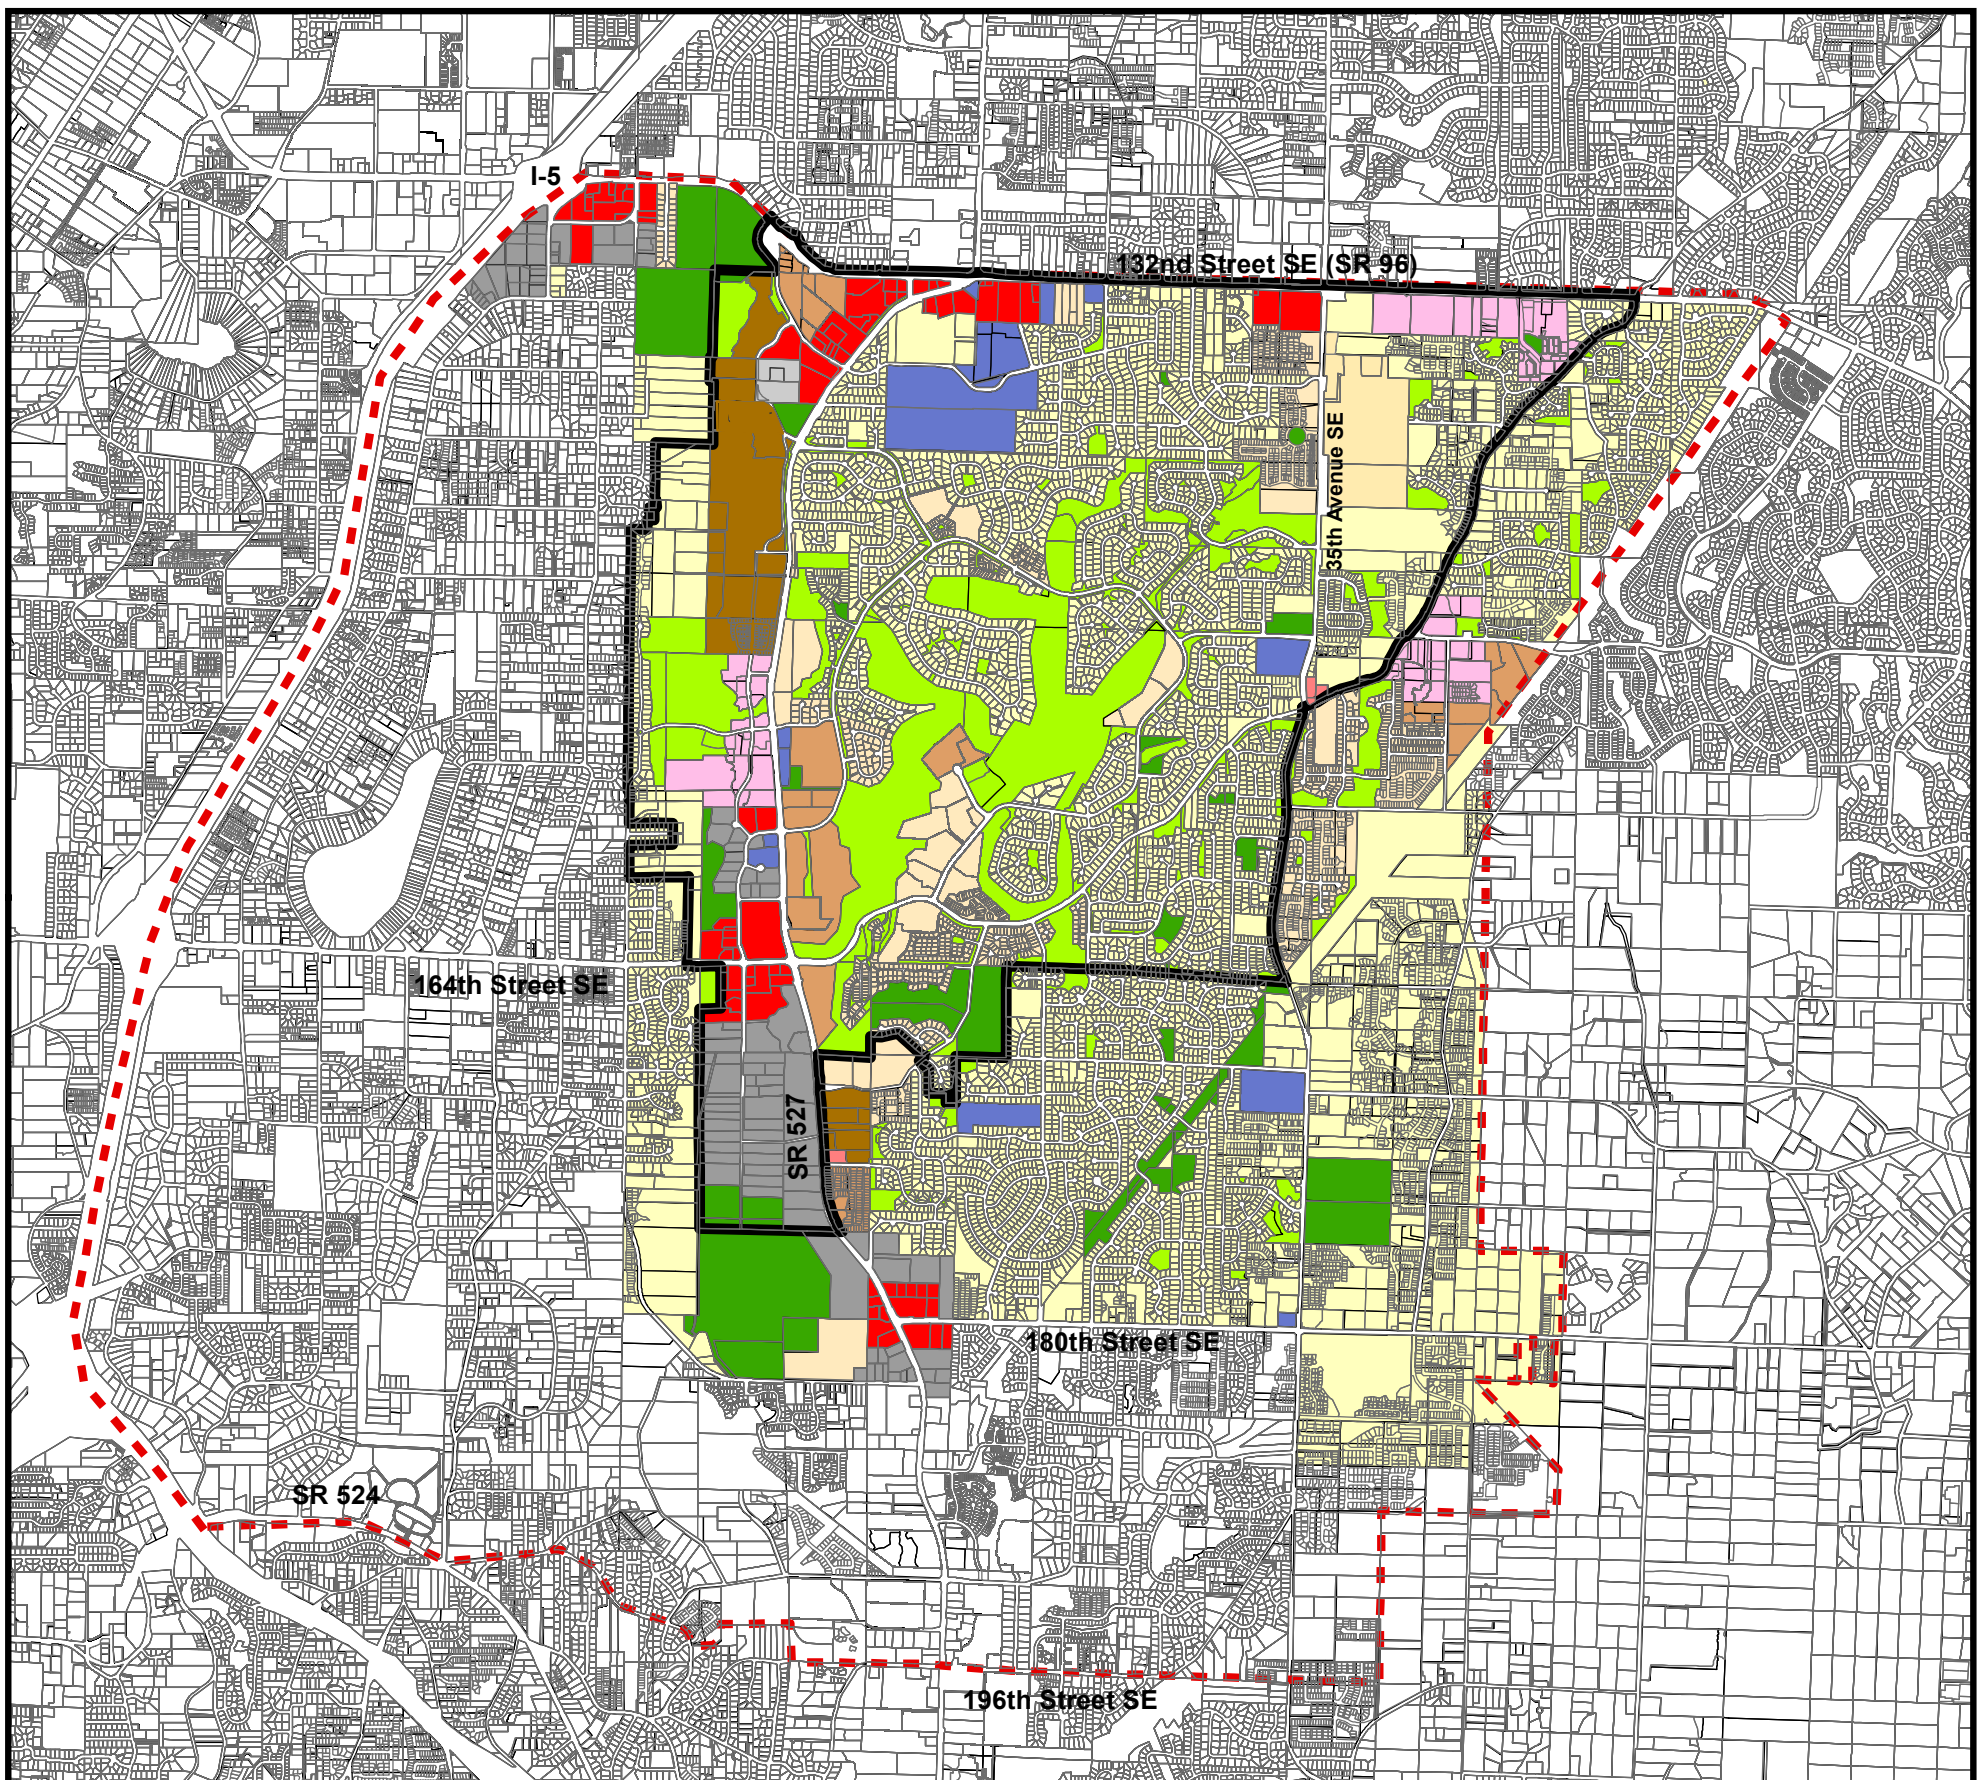 I-5
132nd Street SE (SR 96)
35th Avenue SE
164th Street SE
SR 527
180th Street SE
SR 524
196th Street SE